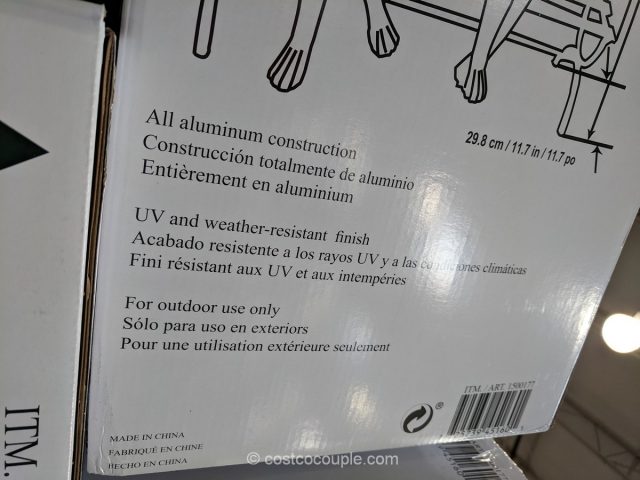 29.8 cm / 11.7 in / 11.7 po
All aluminum construction
Construcción totalmente de aluminio
Entièrement en aluminium
UV and weather-resistant finish
Acabado resistente a los rayos UV y a las condiciones climáticas
Fini résistant aux UV et aux intempéries
For outdoor use only
Sólo para uso en exteriors
Pour une utilisation extérieure seulement
ITM. / ART. 1500177
®
MADE IN CHINA
FABRIQUÉ EN CHINE
HECHO EN CHINA
ITM.
© costcocouple.com